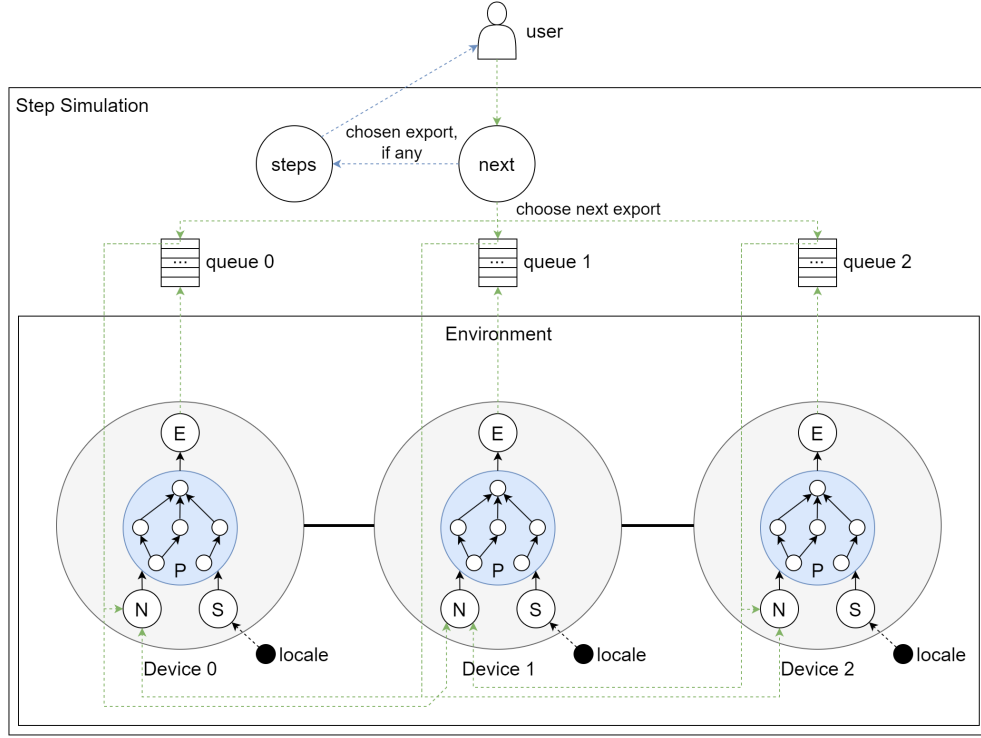 user
Step Simulation
chosen export,
if any
steps
next
choose next export
...
queue 0
...
queue 1
...
queue 2
Environment
E
E
E
P
P
P
N
S
N
S
N
S
locale
locale
locale
Device 0
Device 1
Device 2